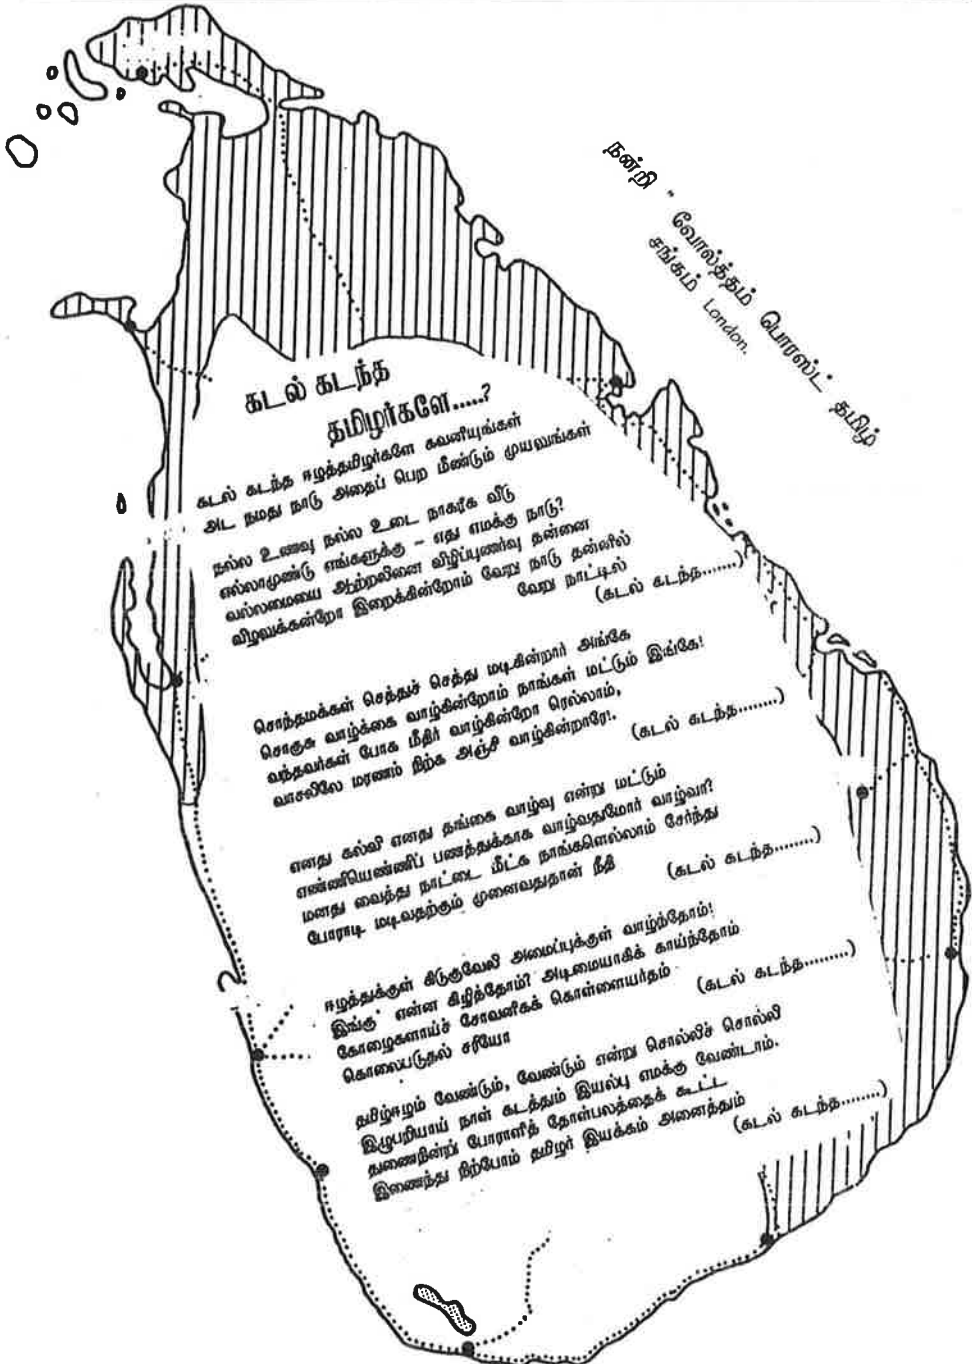 நன்றி " வோல்த்தம் பொரஸ்ட் தமிழ்
சங்கம் London.
கடல் கடந்த
தமிழர்களே.....?
கடல் கடந்த ஈழத்தமிழர்களே கவனியுங்கள்
அட நமது நாடு அதைப் பெற மீண்டும் முயலுங்கள்
நல்ல உணவு நல்ல உடை நாகரீக வீடு
எல்லாமுண்டு எங்களுக்கு – எது எமக்கு நாடு?
வல்லமையை ஆற்றலினை விழிப்புணர்வு தன்னை
விழலுக்கன்றோ இறைக்கின்றோம் வேறு நாடு தன்னில்
வேறு நாட்டில்
(கடல் கடந்த.......)
சொந்தமக்கள் செத்துச் செத்து மடிகின்றார் அங்கே
சொகுசு வாழ்க்கை வாழ்கின்றோம் நாங்கள் மட்டும் இங்கே!
வந்தவர்கள் போக மீதிர் வாழ்கின்றோ ரெல்லாம்,
வாசலிலே மரணம் நிற்க அஞ்சி வாழ்கின்றாரே!.
(கடல் கடந்த........)
எனது கல்வி எனது தங்கை வாழ்வு என்று மட்டும்
எண்ணியெண்ணிப் பணத்துக்காக வாழ்வதுமோர் வாழ்வா?
மனது வைத்து நாட்டை மீட்க நாங்களெல்லாம் சேர்ந்து
போராடி மடிவதற்கும் முனைவதுதான் நீதி
(கடல் கடந்த........)
ஈழத்துக்குள் கிடுகுவேலி அமைப்புக்குள் வாழ்ந்தோம்!
இங்கு' என்ன கிழித்தோம்? அடிமையாகிக் காய்ந்தோம்
கோழைகளாய்ச் சோவனிகக் கொள்ளையர்தம்
கொலைபடுதல் சரியோ
(கடல் கடந்த.........)
தமிழ்ஈழம் வேண்டும், வேண்டும் என்று சொல்லிச் சொல்லி
இழுபறியாய் நாள் கடத்தும் இயல்பு எமக்கு வேண்டாம்.
துணைநின்று போராளித் தோள்பலத்தைக் கூட்ட
இணைந்து நிற்போம் தமிழர் இயக்கம் அனைத்தும்
(கடல் கடந்த........)